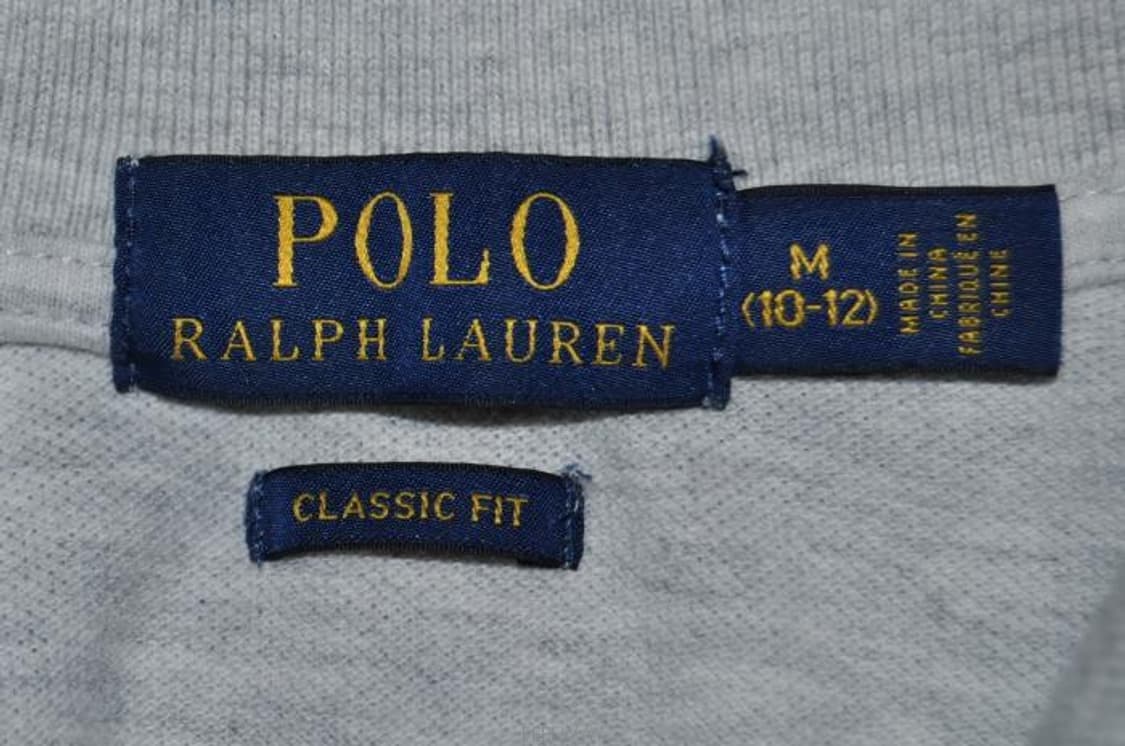 POLO
RALPH LAUREN
M
(10-12)
MADE IN
CHINA
FABRIQUÉ EN
CHINE
CLASSIC FIT